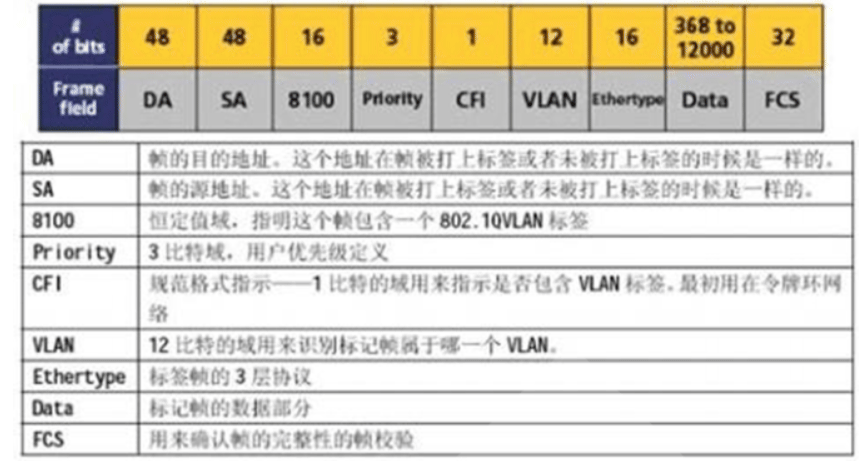 # of bits 48 48 16 3 1 12 16 368 to 12000 32
Frame field DA SA 8100 Priority CFI VLAN Ethertype Data FCS
DA 帧的目的地址。这个地址在帧被打上标签或者未被打上标签的时候是一样的。
SA 帧的源地址。这个地址在帧被打上标签或者未被打上标签的时候是一样的。
8100 恒定值域，指明这个帧包含一个 802.1QVLAN 标签
Priority 3 比特域，用户优先级定义
CFI 规范格式指示——1 比特的域用来指示是否包含 VLAN 标签。最初用在令牌环网
络
VLAN 12 比特的域用来识别标记帧属于哪一个 VLAN。
Ethertype 标签帧的 3 层协议
Data 标记帧的数据部分
FCS 用来确认帧的完整性的帧校验